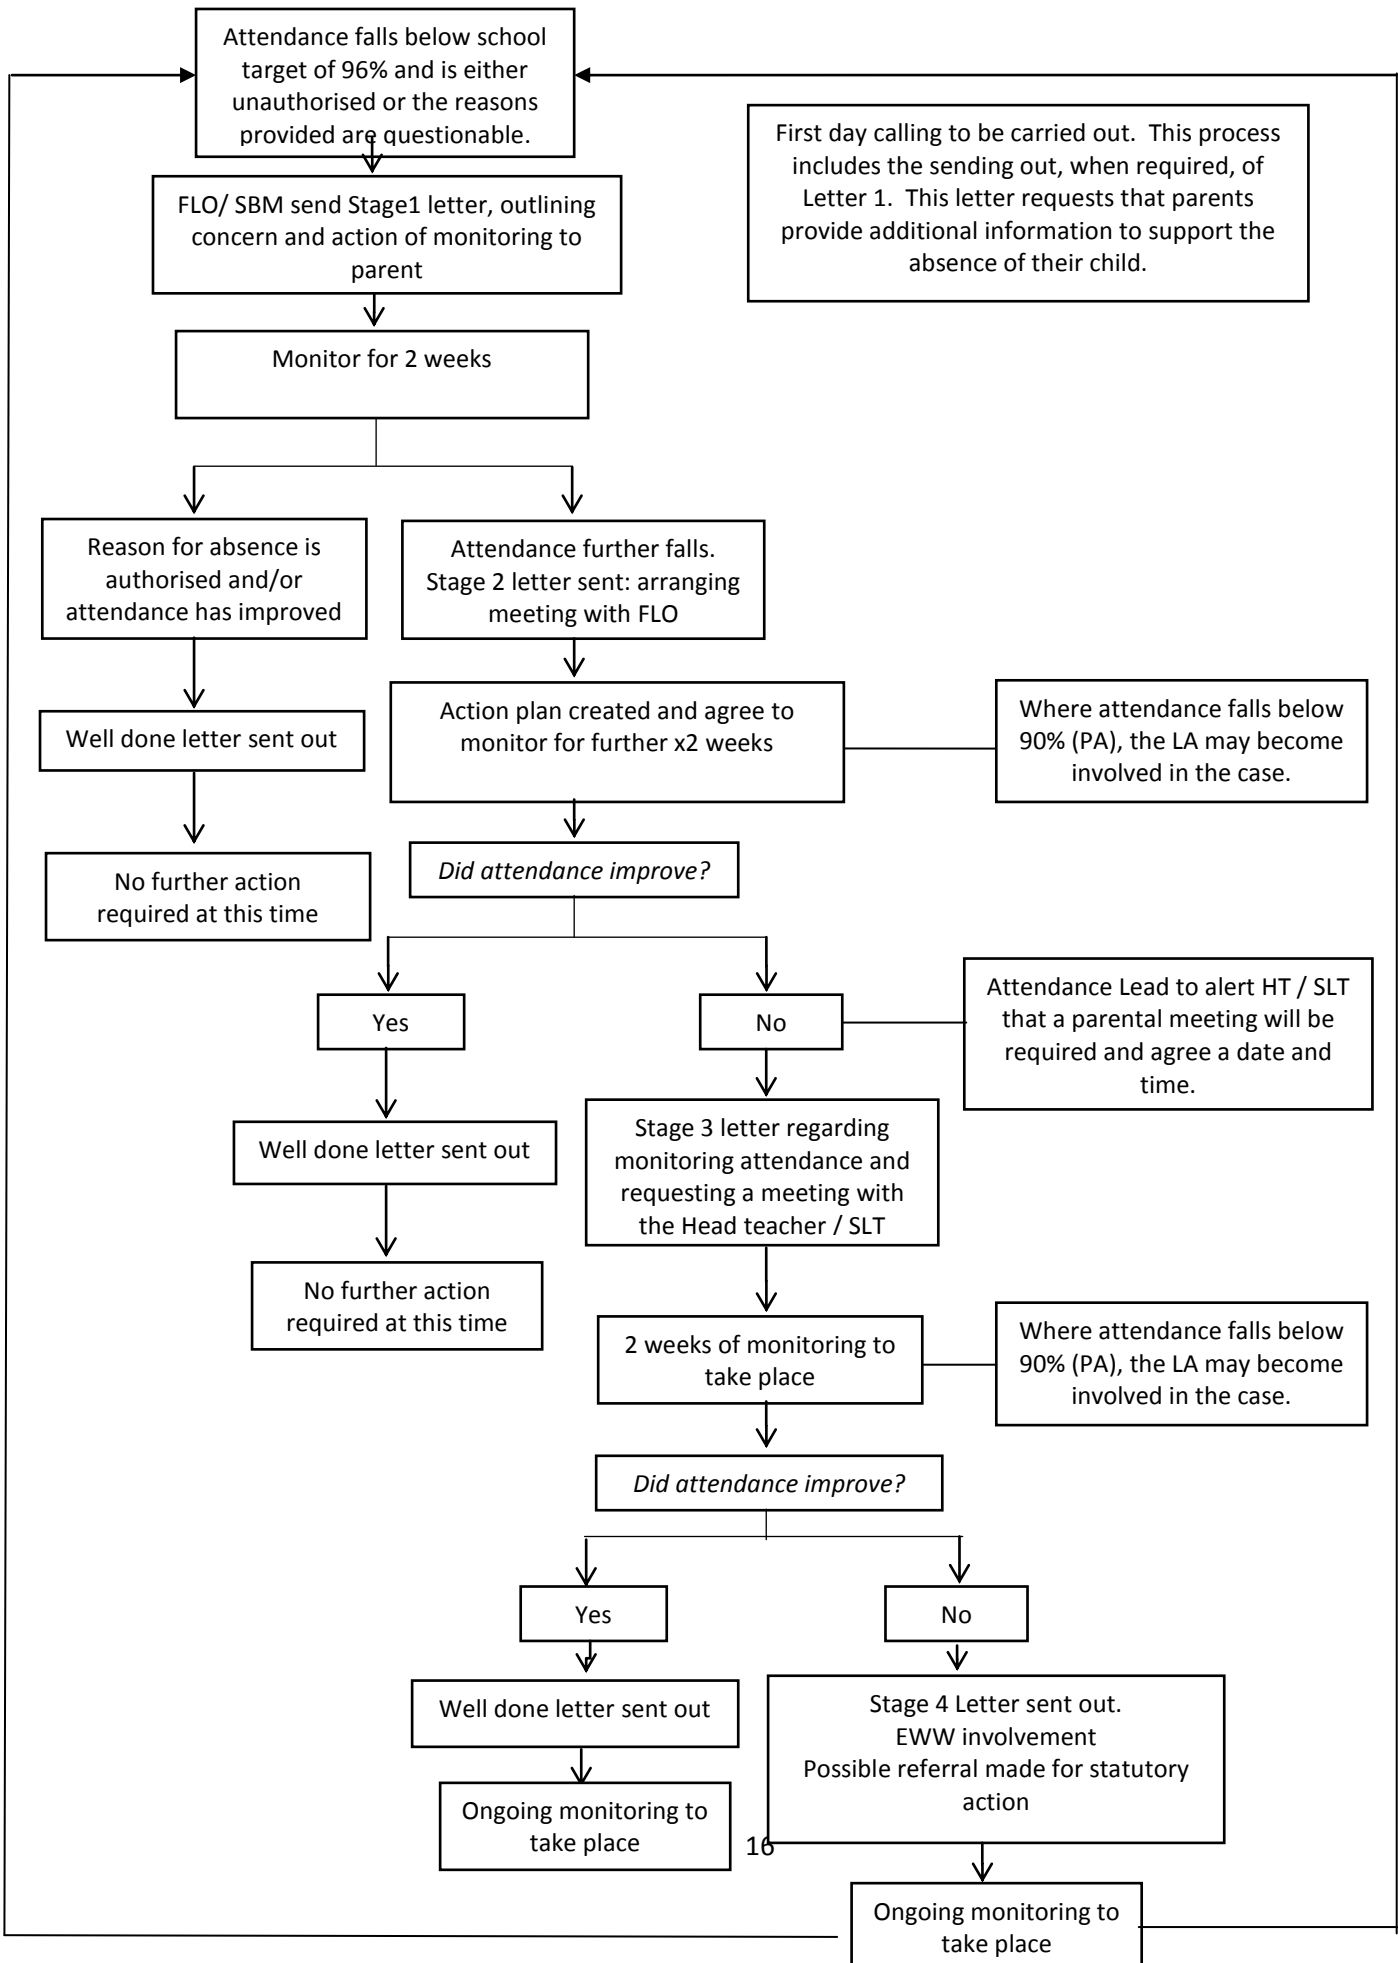 Attendance falls below school
target of 96% and is either
unauthorised or the reasons
provided are questionable.
First day calling to be carried out. This process
includes the sending out, when required, of
Letter 1. This letter requests that parents
provide additional information to support the
absence of their child.
FLO/ SBM send Stage1 letter, outlining
concern and action of monitoring to
parent
Monitor for 2 weeks
Reason for absence is
authorised and/or
attendance has improved
Attendance further falls.
Stage 2 letter sent: arranging
meeting with FLO
Well done letter sent out
Action plan created and agree to
monitor for further x2 weeks
Where attendance falls below
90% (PA), the LA may become
involved in the case.
No further action
required at this time
Did attendance improve?
Yes
No
Attendance Lead to alert HT / SLT
that a parental meeting will be
required and agree a date and
time.
Well done letter sent out
Stage 3 letter regarding
monitoring attendance and
requesting a meeting with
the Head teacher / SLT
No further action
required at this time
2 weeks of monitoring to
take place
Where attendance falls below
90% (PA), the LA may become
involved in the case.
Did attendance improve?
Yes
No
Well done letter sent out
Stage 4 Letter sent out.
EWW involvement
Possible referral made for statutory
action
Ongoing monitoring to
take place
16
Ongoing monitoring to
take place